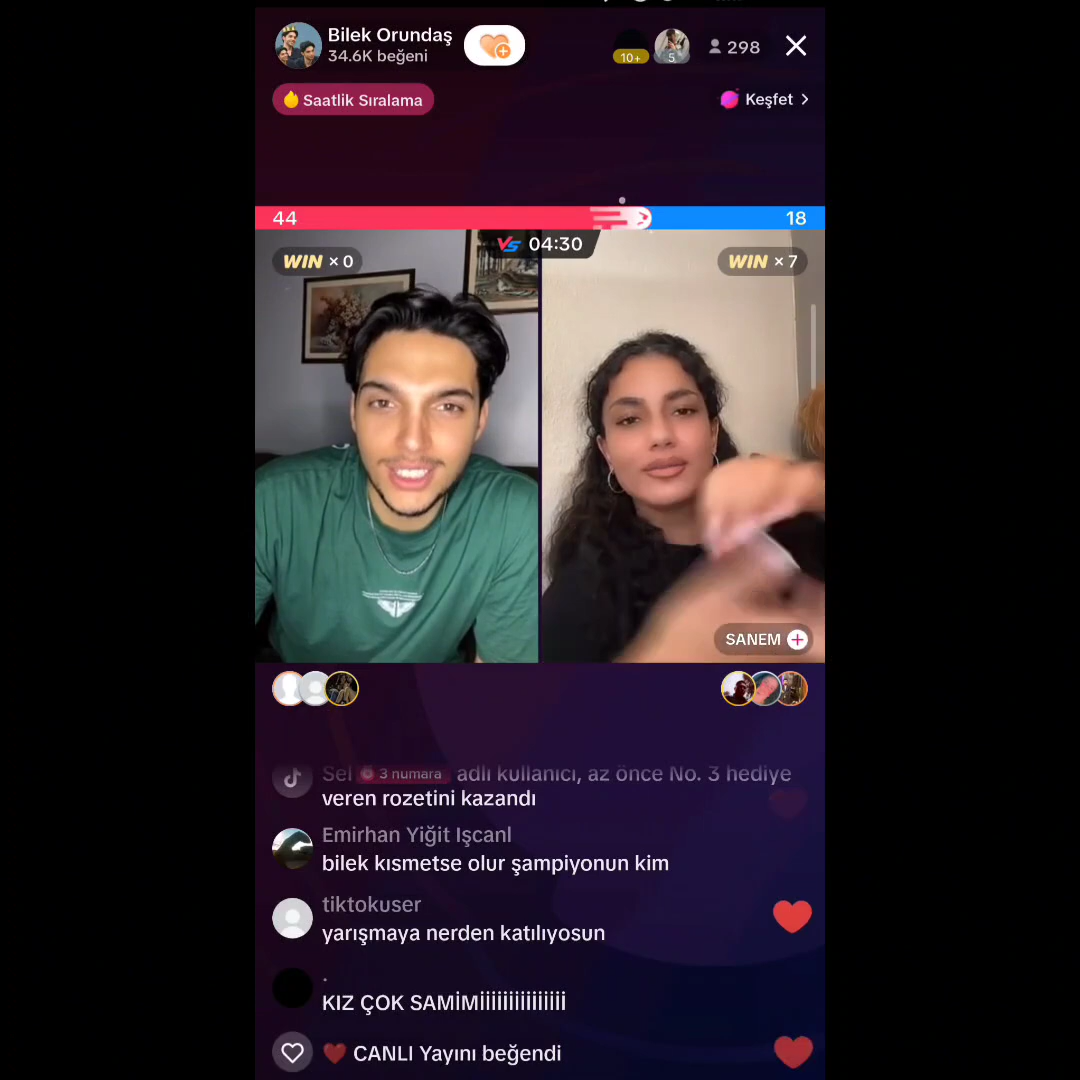 Bilek Orundaş
34.6K beğeni
10+
5
298
Saatlik Sıralama
Keşfet
44
18
VS 04:30
WIN × 0
WIN × 7
SANEM
Sel 3 numara adlı kullanıcı, az önce No. 3 hediye
veren rozetini kazandı
Emirhan Yiğit Işcanl
bilek kısmetse olur şampiyonun kim
tiktokuser
yarışmaya nerden katılıyosun
.
KIZ ÇOK SAMİMİİİİİİİİİİİİİİİ
CANLI Yayını beğendi